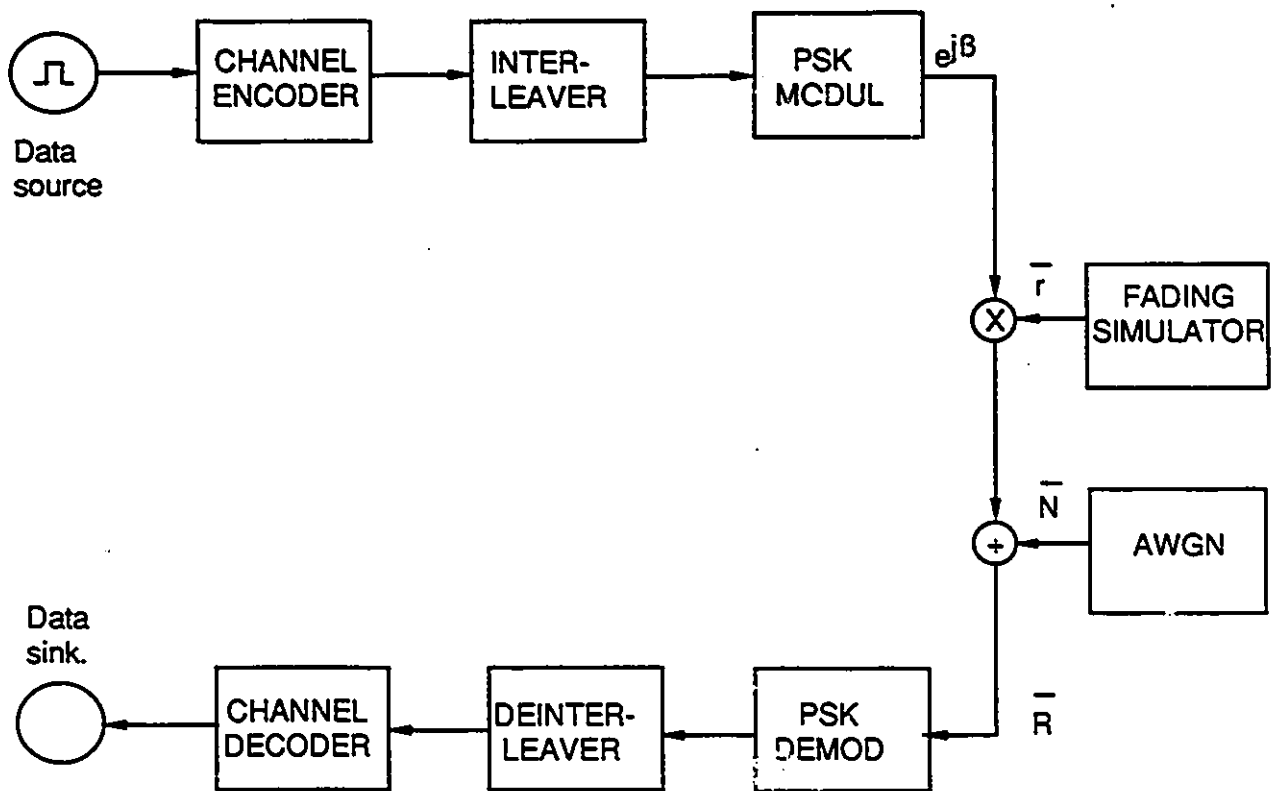 CHANNEL
ENCODER
INTER-
LEAVER
PSK
MCDUL
ejβ
Data
source
r
FADING
SIMULATOR
X
N
+
AWGN
Data
sink.
CHANNEL
DECODER
DEINTER-
LEAVER
PSK
DEMOD
R